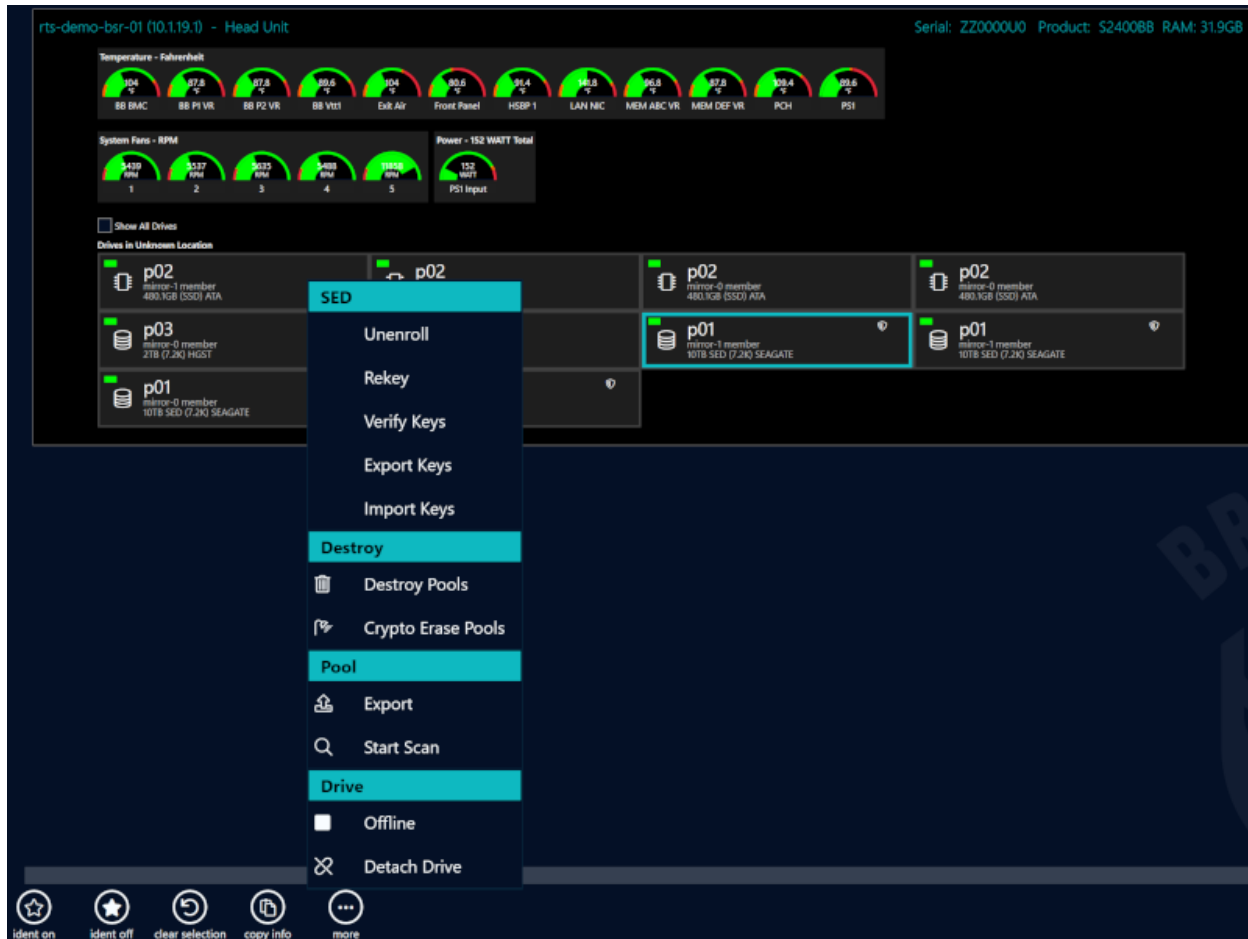 rts-demo-bsr-01 (10.1.19.1) - Head Unit
Serial: ZZ0000U0 Product: S2400BB RAM: 31.9GB
Temperature - Fahrenheit
104 87.8 87.8 89.6 104 80.6 91.4 141.8 96.8 87.8 109.4 89.6
°F °F °F °F °F °F °F °F °F °F °F °F
BB BMC BB P1 VR BB P2 VR BB Vtt1 Exit Air Front Panel HSBP 1 LAN NIC MEM ABC VR MEM DEF VR PCH PS1
System Fans - RPM
Power - 152 WATT Total
5439 5537 5635 5488 152
RPM RPM RPM RPM RPM WATT
1 2 3 4 5 PS1 Input
Show All Drives
Drives in Unknown Location
p02
mirror-1 member
480.1GB (SSD) ATA
p02
p02
mirror-0 member
480.1GB (SSD) ATA
p02
mirror-0 member
480.1GB (SSD) ATA
p03
mirror-0 member
2TB (7.2K) HGST
p01
mirror-1 member
10TB SED (7.2K) SEAGATE
p01
mirror-1 member
10TB SED (7.2K) SEAGATE
p01
mirror-0 member
10TB SED (7.2K) SEAGATE
SED
Unenroll
Rekey
Verify Keys
Export Keys
Import Keys
Destroy
Destroy Pools
Crypto Erase Pools
Pool
Export
Start Scan
Drive
Offline
Detach Drive
ident on
ident off
clear selection
copy info
more